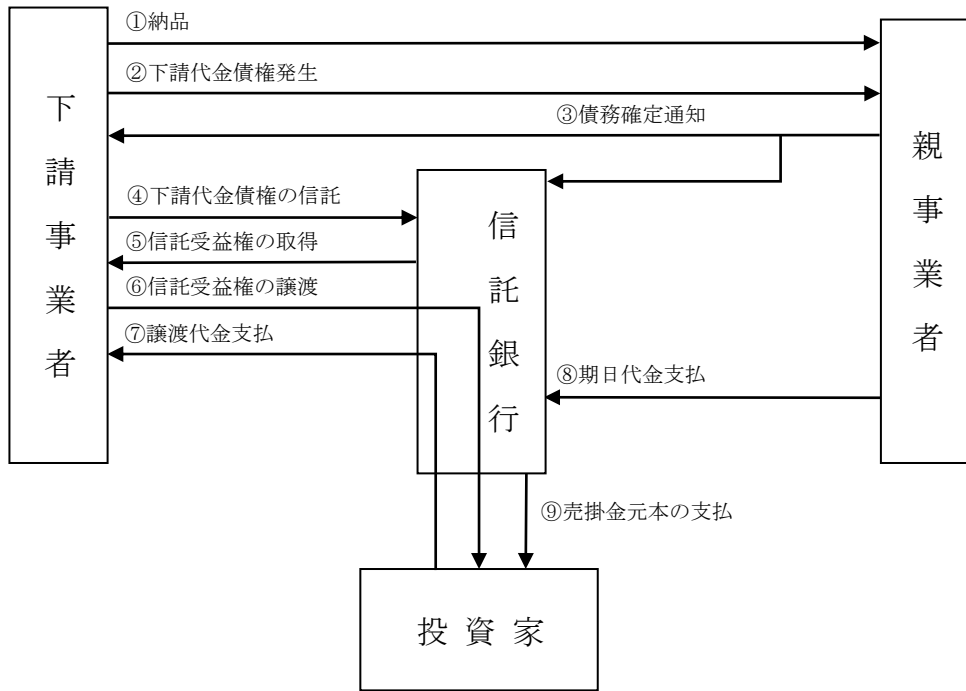 ①納品
②下請代金債権発生
③債務確定通知
下請事業者
親事業者
④下請代金債権の信託
信託銀行
⑤信託受益権の取得
⑥信託受益権の譲渡
⑦譲渡代金支払
⑧期日代金支払
⑨売掛金元本の支払
投資家